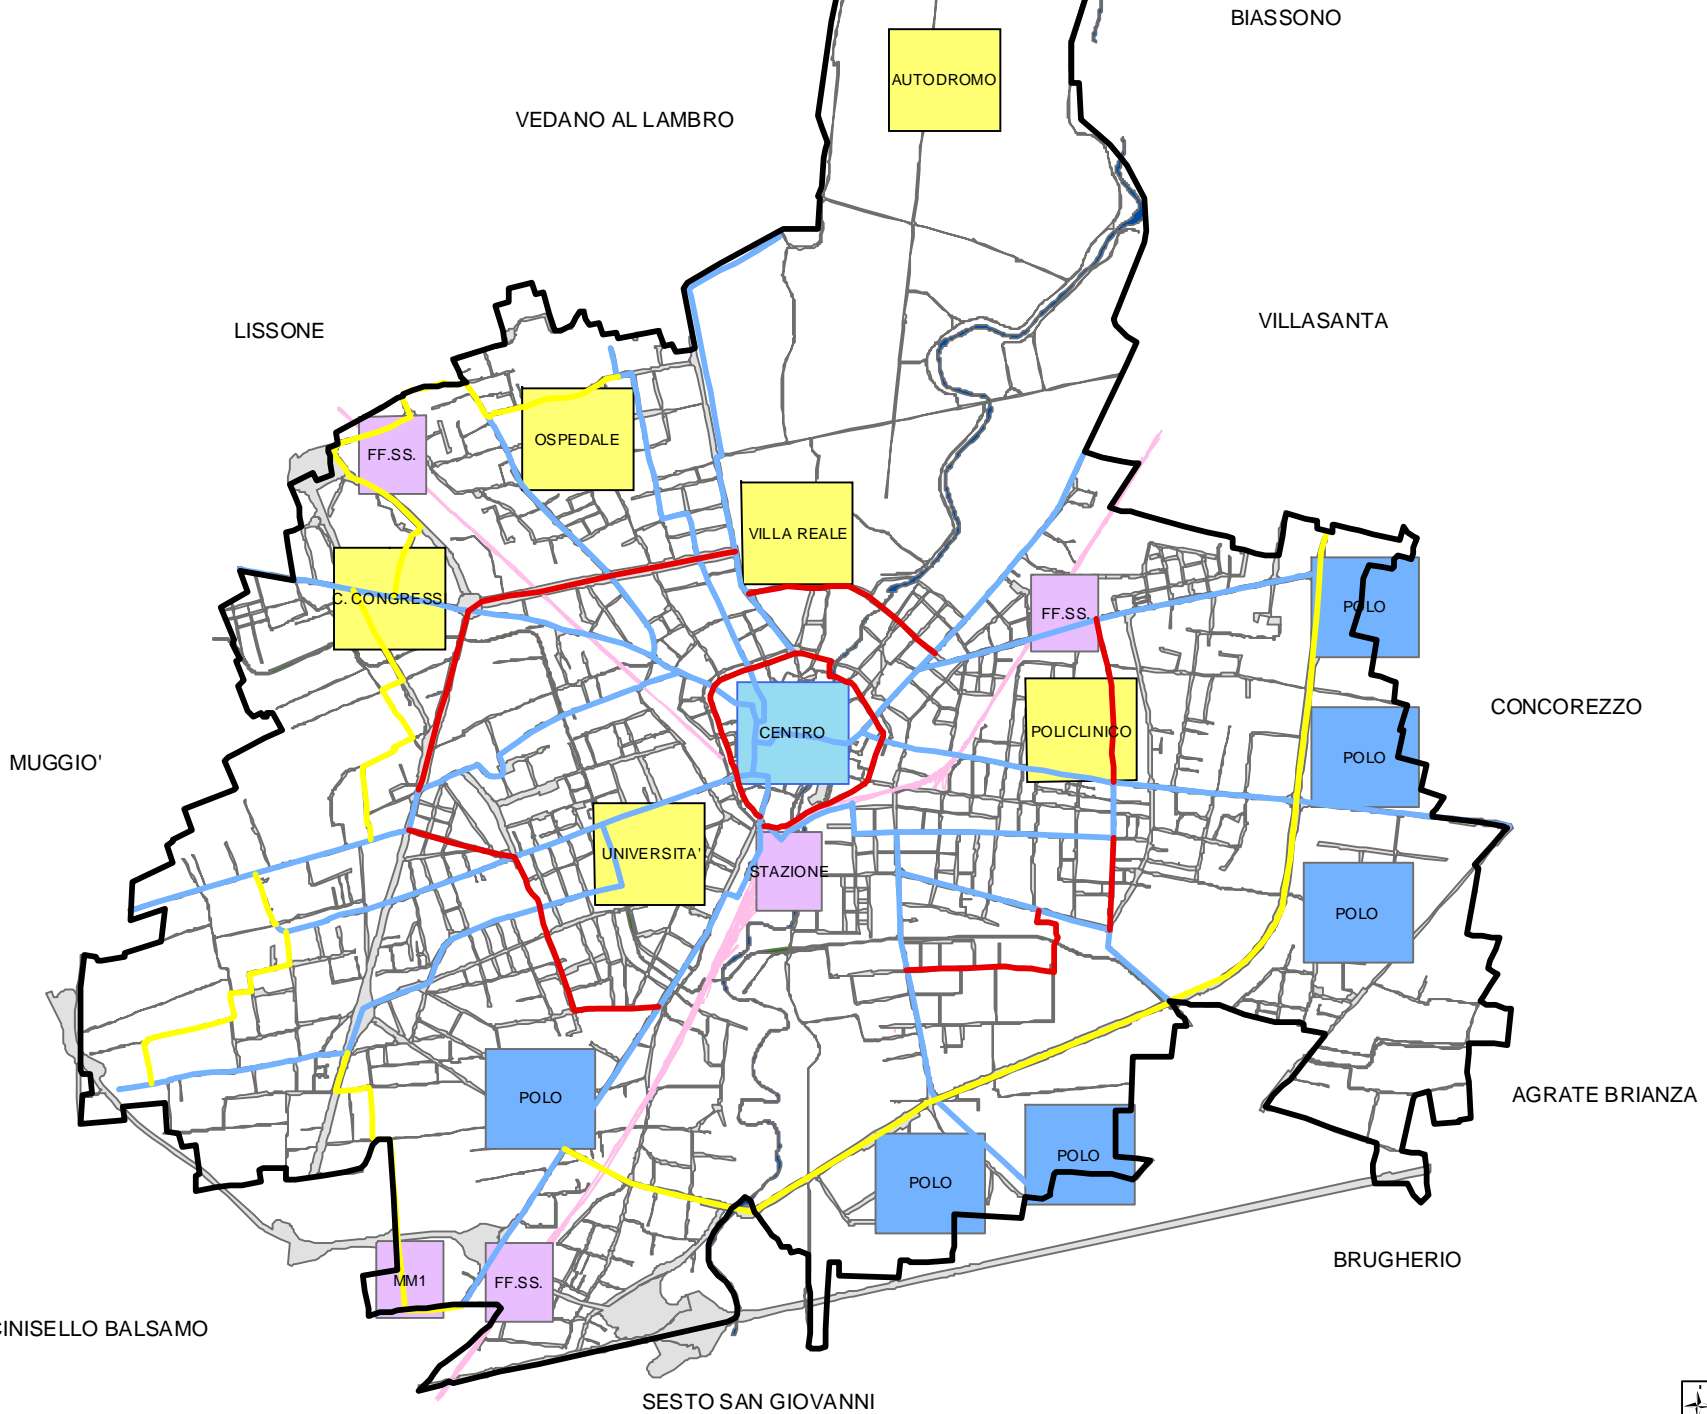 BIASSONO
AUTODROMO
VEDANO AL LAMBRO
VILLASANTA
LISSONE
OSPEDALE
FF.SS.
VILLA REALE
C. CONGRESSI
POLO
FF.SS.
CONCOREZZO
POLICLINICO
CENTRO
POLO
MUGGIO'
UNIVERSITA'
STAZIONE
POLO
AGRATE BRIANZA
POLO
POLO
POLO
BRUGHERIO
MM1
FF.SS.
CINISELLO BALSAMO
SESTO SAN GIOVANNI